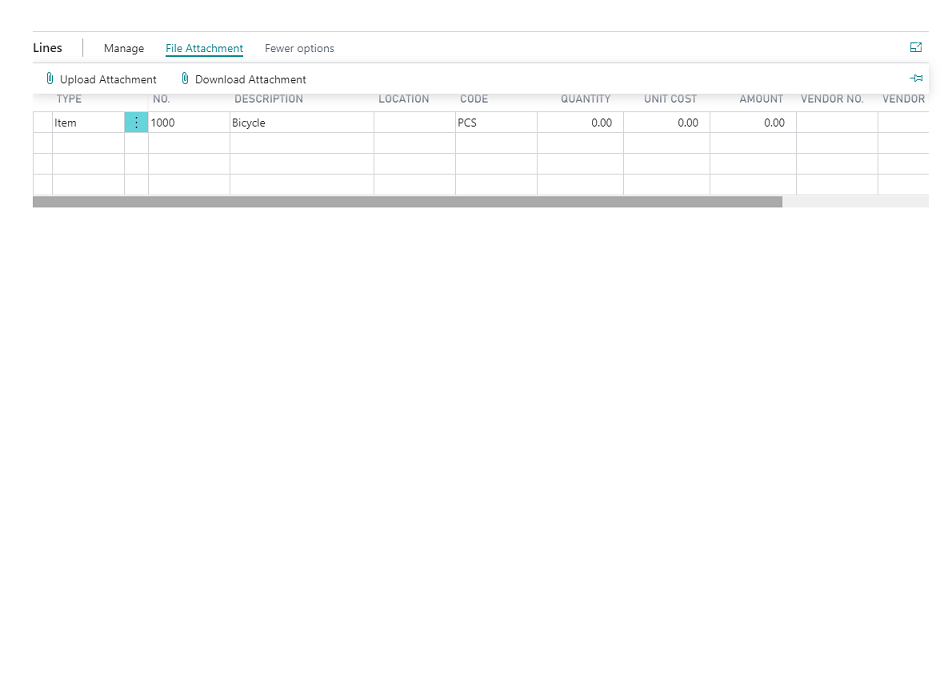 Lines Manage File Attachment Fewer options
Upload Attachment Download Attachment
TYPE NO. DESCRIPTION LOCATION CODE QUANTITY UNIT COST AMOUNT VENDOR NO. VENDOR
Item 1000 Bicycle PCS 0.00 0.00 0.00